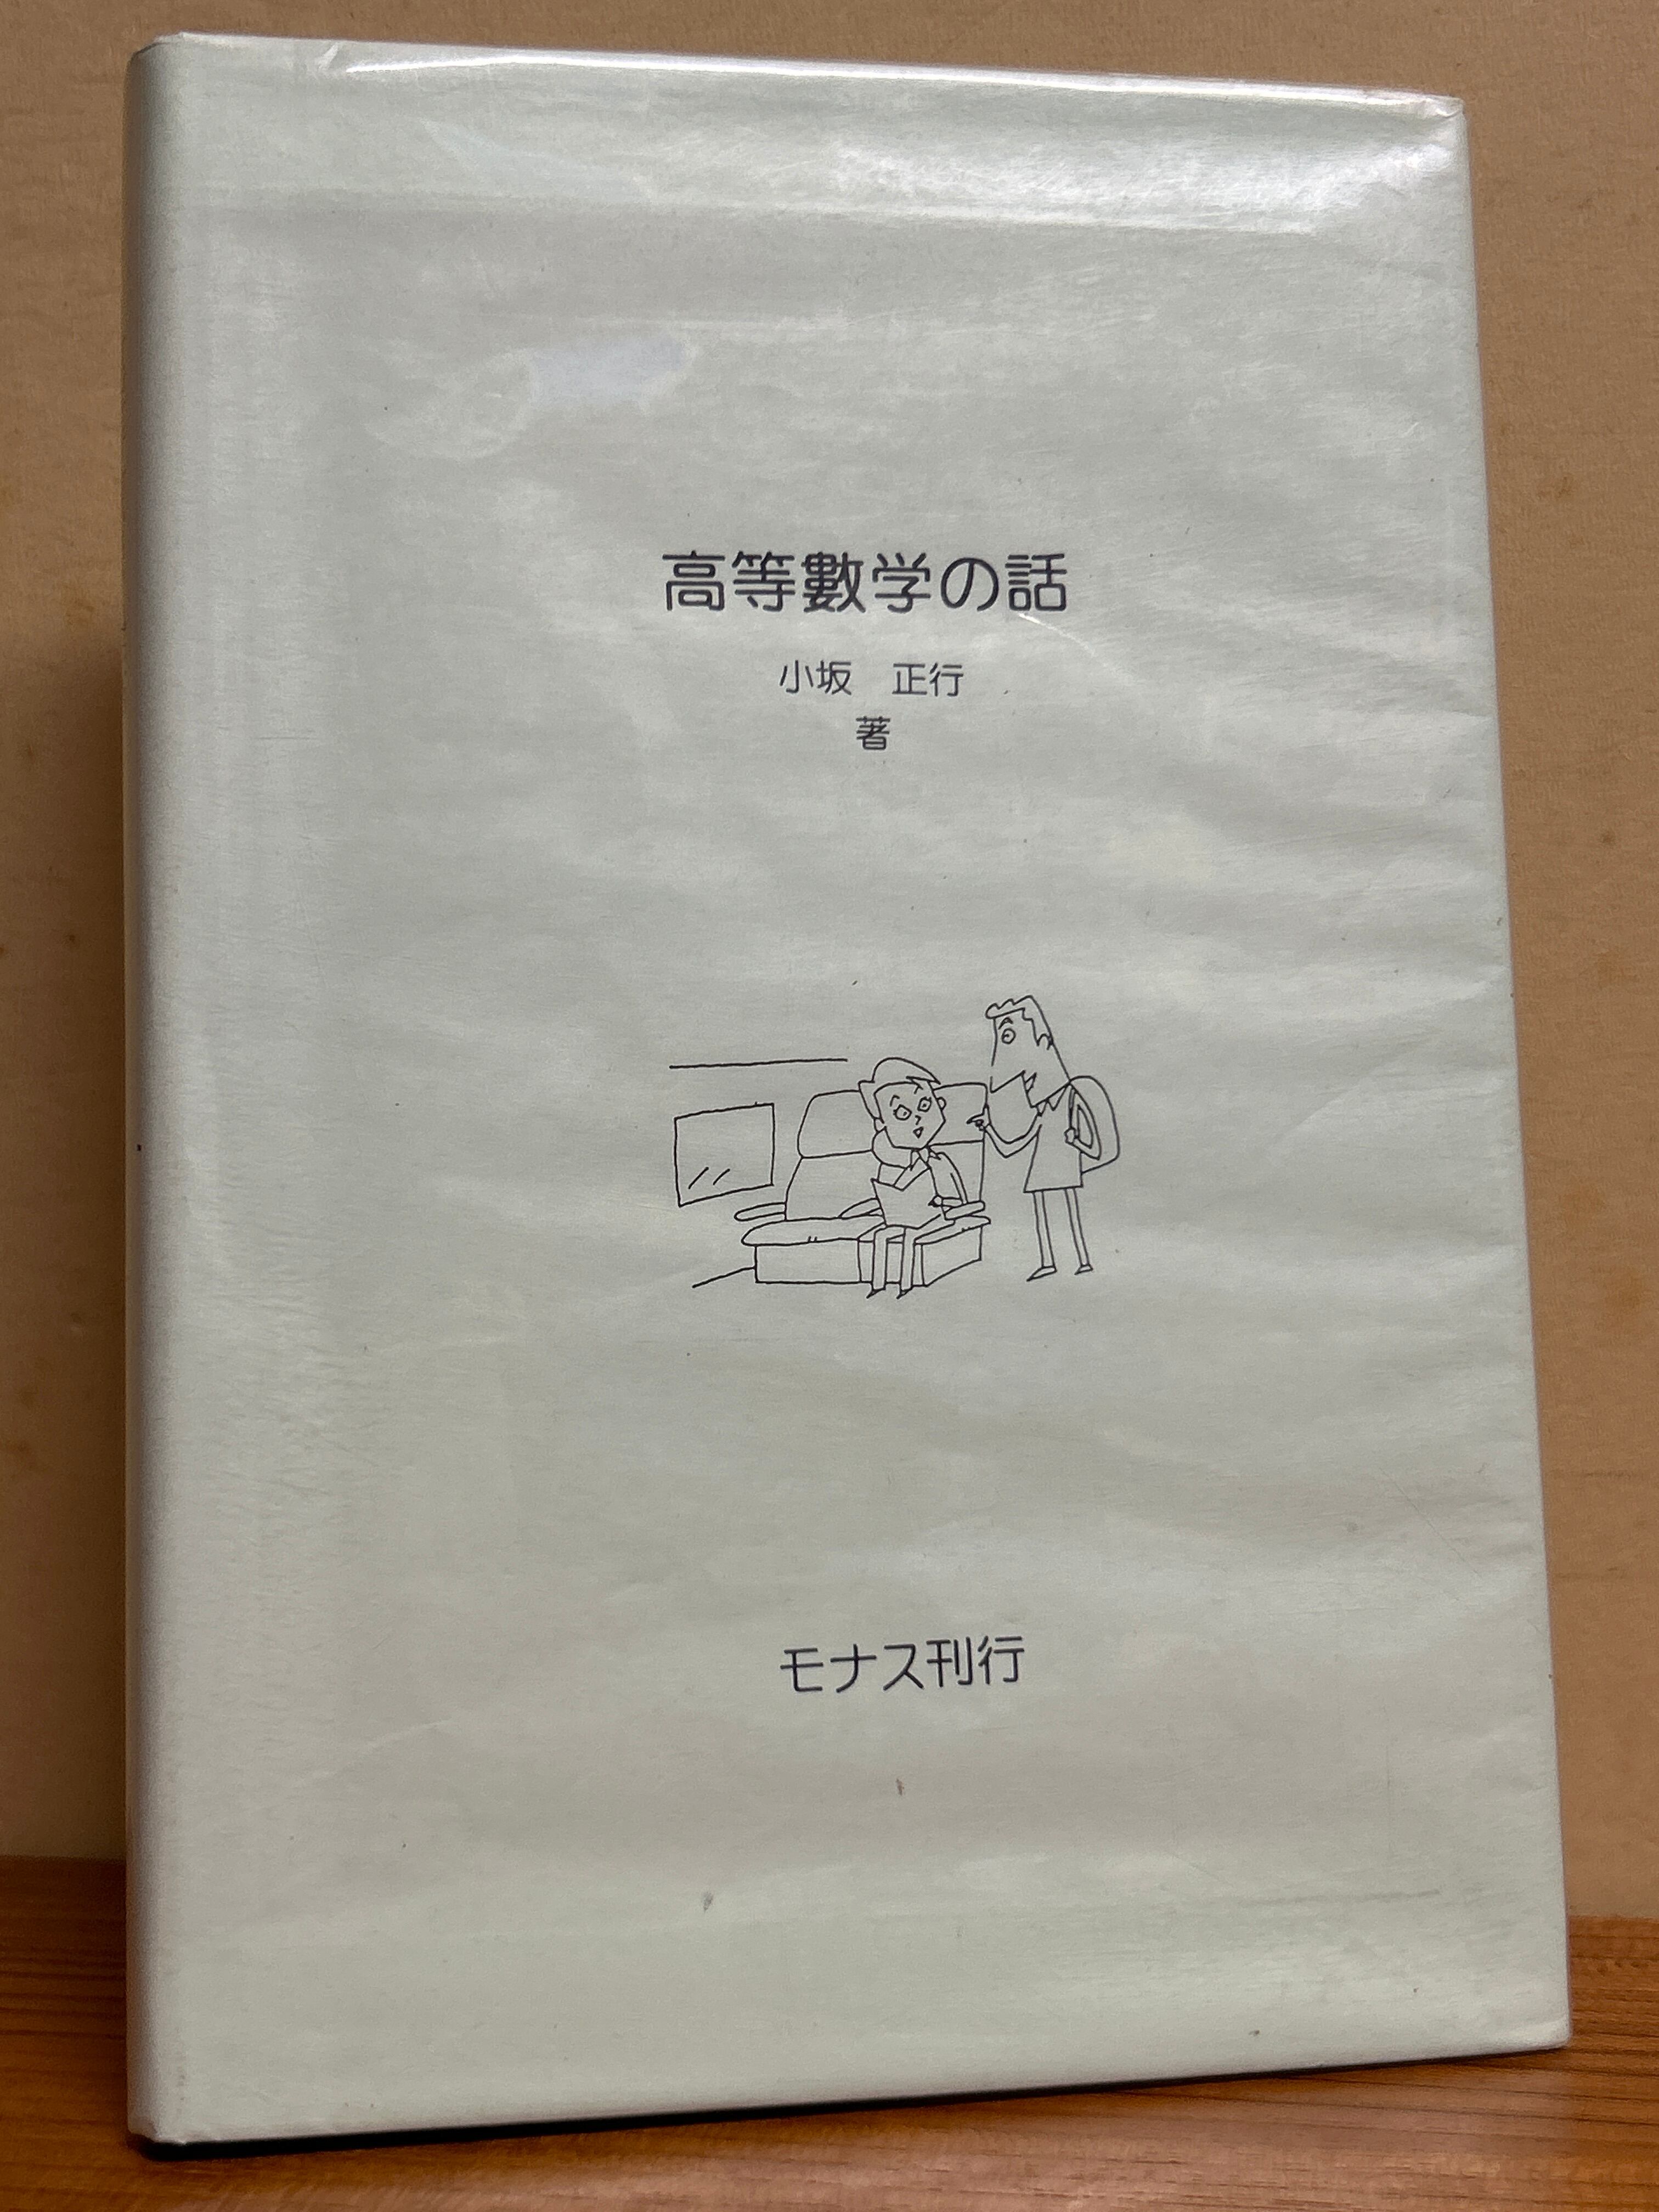 高等數学の話
小坂　正行
著
モナス刊行